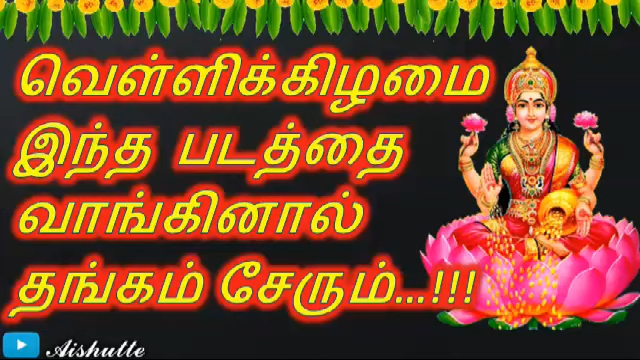 வெள்ளிக்கிழமை
இந்த படத்தை
வாங்கினால்
தங்கம் சேரும்...!!!
Aishutte